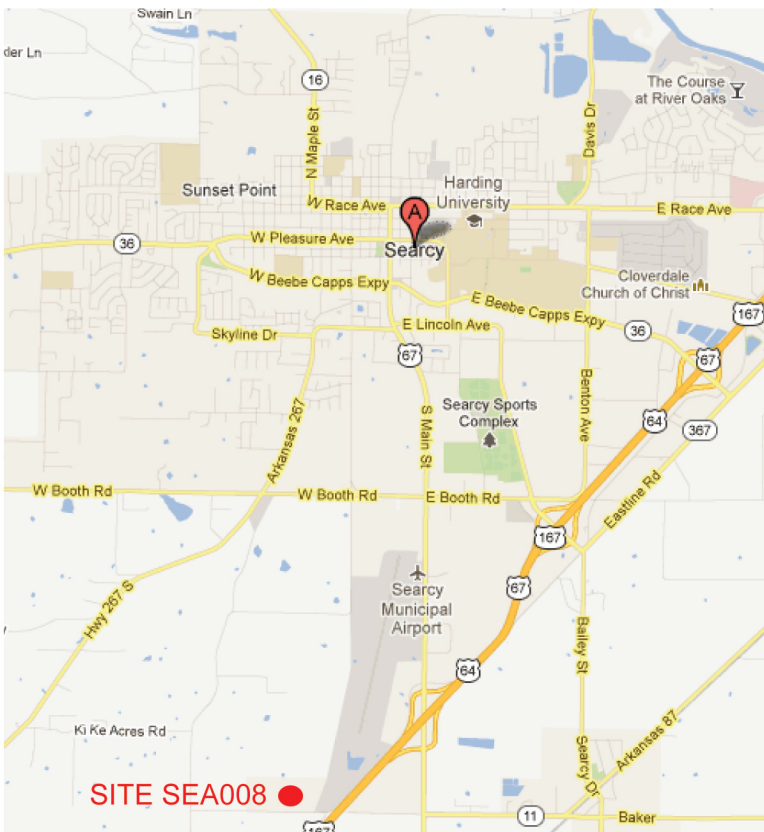 Swain Ln
der Ln
16
The Course
at River Oaks
N Maple St
Davis Dr
Sunset Point
Harding
University
W Race Ave
E Race Ave
A
W Pleasure Ave
36
Searcy
W Beebe Capps Expy
Cloverdale
Church of Christ
E Beebe Capps Expy
167
36
Skyline Dr
E Lincoln Ave
67
67
Benton Ave
Searcy Sports
Complex
S Main St
64
367
Arkansas 267
Eastline Rd
W Booth Rd
W Booth Rd
E Booth Rd
167
Searcy
Municipal
Airport
67
Hwy 267 S
Bailey St
64
Ki Ke Acres Rd
Arkansas 87
Searcy Dr
SITE SEA008
11
Baker
167